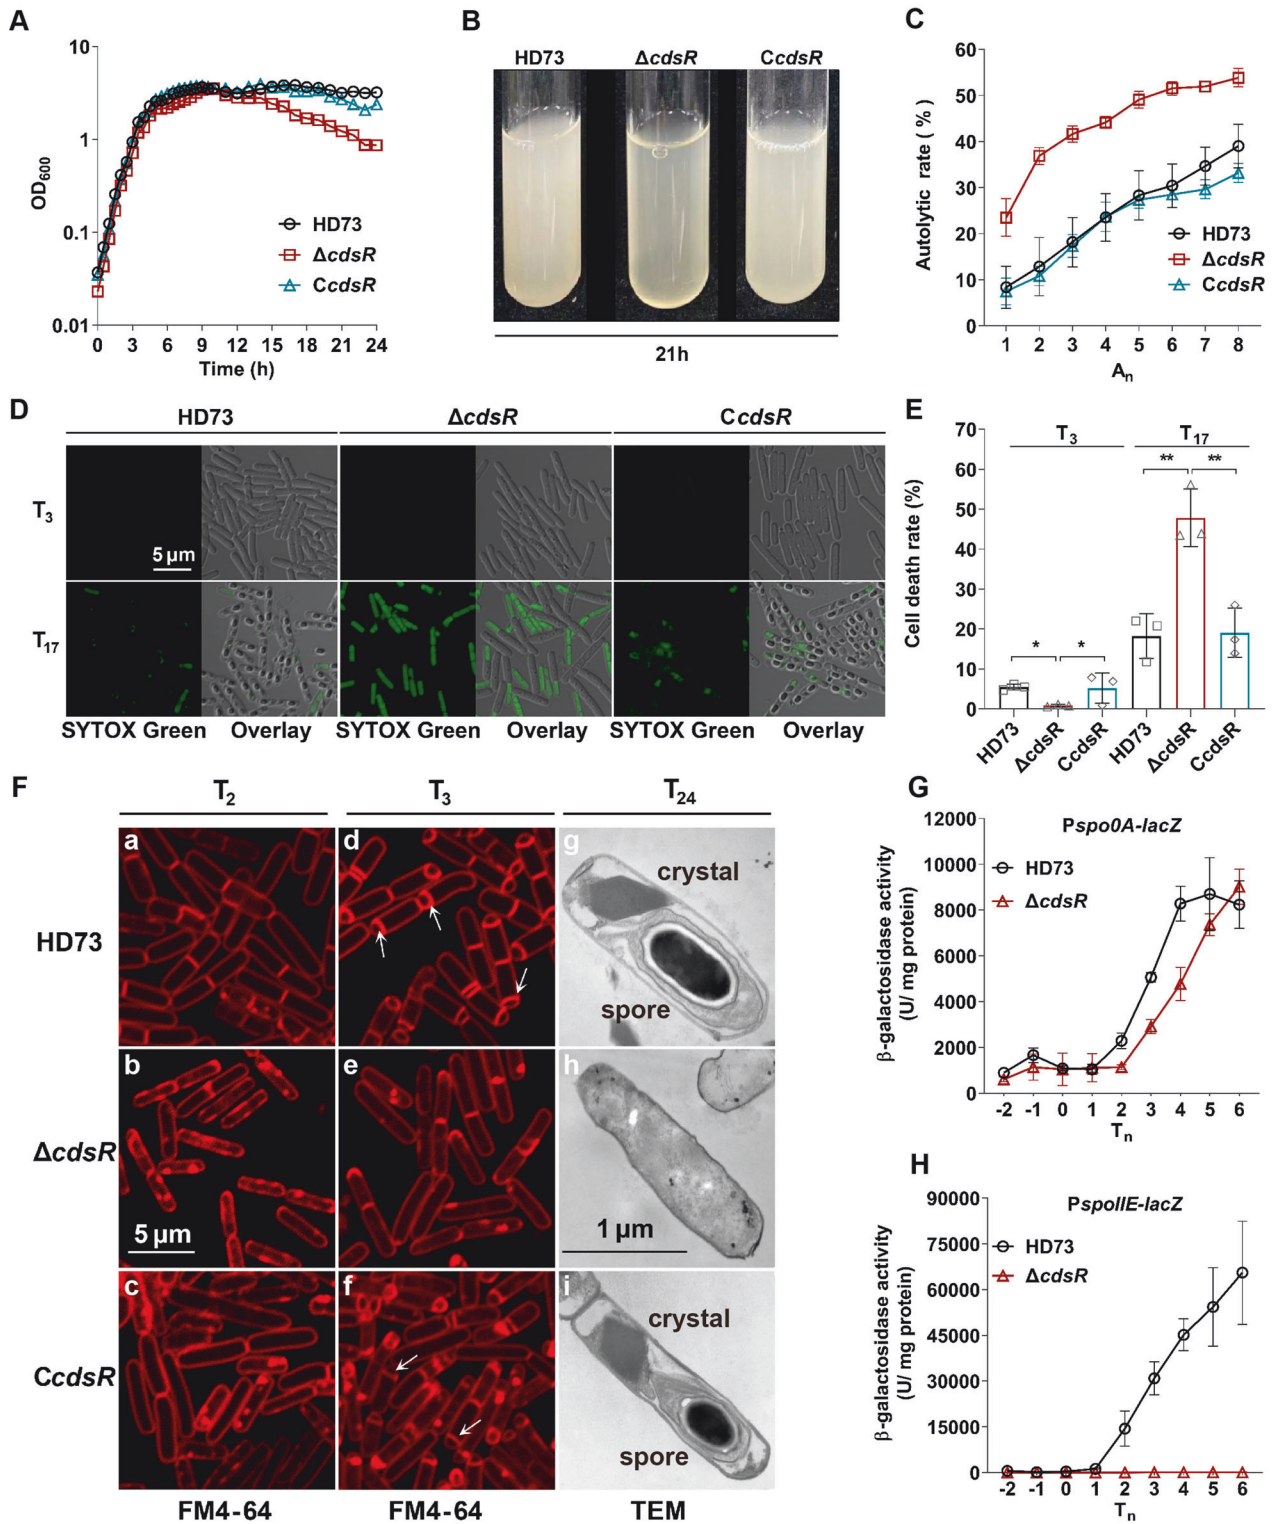 A
10
1
0.1
0.01
OD600
HD73
ΔcdsR
CcdsR
0 3 6 9 12 15 18 21 24
Time (h)
B
HD73 ΔcdsR CcdsR
21h
C
60
50
40
30
20
10
0
Autolytic rate ( % )
HD73
ΔcdsR
CcdsR
1 2 3 4 5 6 7 8
An
D
HD73 ΔcdsR CcdsR
T3
5 μm
T17
SYTOX Green Overlay SYTOX Green Overlay SYTOX Green Overlay
E
70
60
50
40
30
20
10
0
Cell death rate (%)
T3 T17
** **
* *
HD73 ΔcdsR CcdsR HD73 ΔcdsR CcdsR
F
T2 T3 T24
HD73
a d g
crystal
spore
ΔcdsR
b e h
5 μm
1 μm
CcdsR
c f i
crystal
spore
FM4-64 FM4-64 TEM
G
Pspo0A-lacZ
12000
10000
8000
6000
4000
2000
0
β-galactosidase activity
(U/ mg protein)
HD73
ΔcdsR
-2 -1 0 1 2 3 4 5 6
Tn
H
PspoIIE-lacZ
90000
75000
60000
45000
30000
15000
0
β-galactosidase activity
(U/ mg protein)
HD73
ΔcdsR
-2 -1 0 1 2 3 4 5 6
Tn